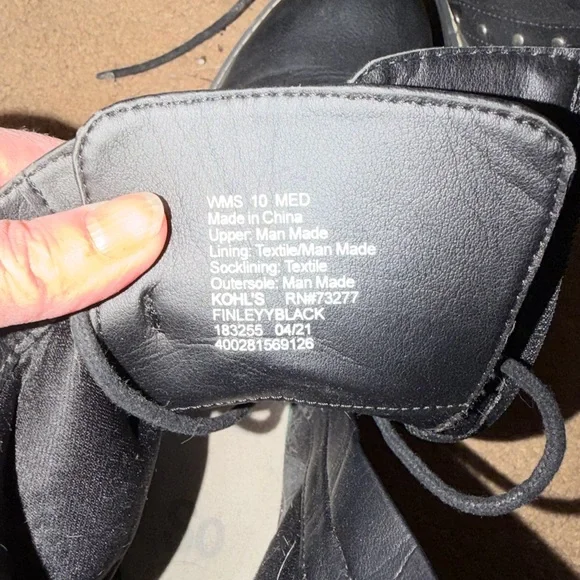 WMS 10 MED
Made in China
Upper: Man Made
Lining: Textile/Man Made
Socklining: Textile
Outersole: Man Made
KOHL'S RN#73277
FINLEYYBLACK
183255 04/21
400281569126